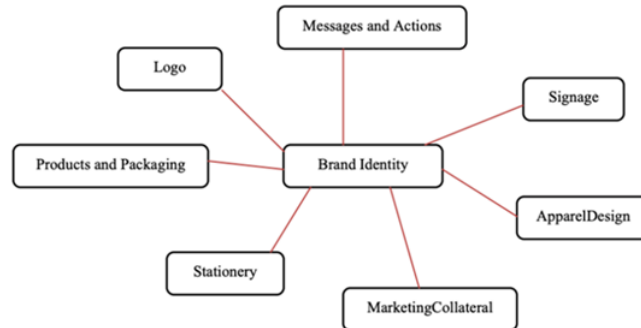 Messages and Actions
Logo
Signage
Products and Packaging
Brand Identity
ApparelDesign
Stationery
MarketingCollateral